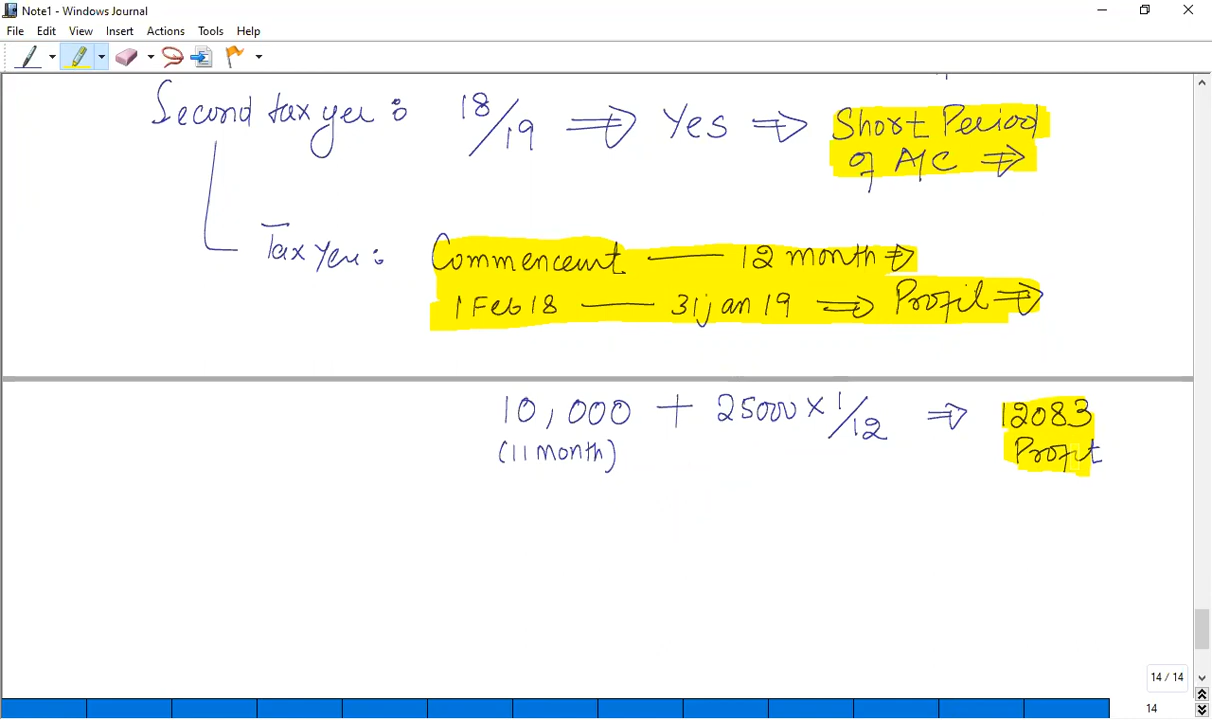 Note1 - Windows Journal
File Edit View Insert Actions Tools Help
Second tax yer : 18/19 ⇒ Yes ⇒ Short Period
of A/C ⇒
Tax Yer : Commencemt — 12 month ⇒
1 Feb 18 — 31 jan 19 ⇒ Profit ⇒
10,000 + 25000 × 1/12 ⇒ 12083
(11 month) Profit
14 / 14
14